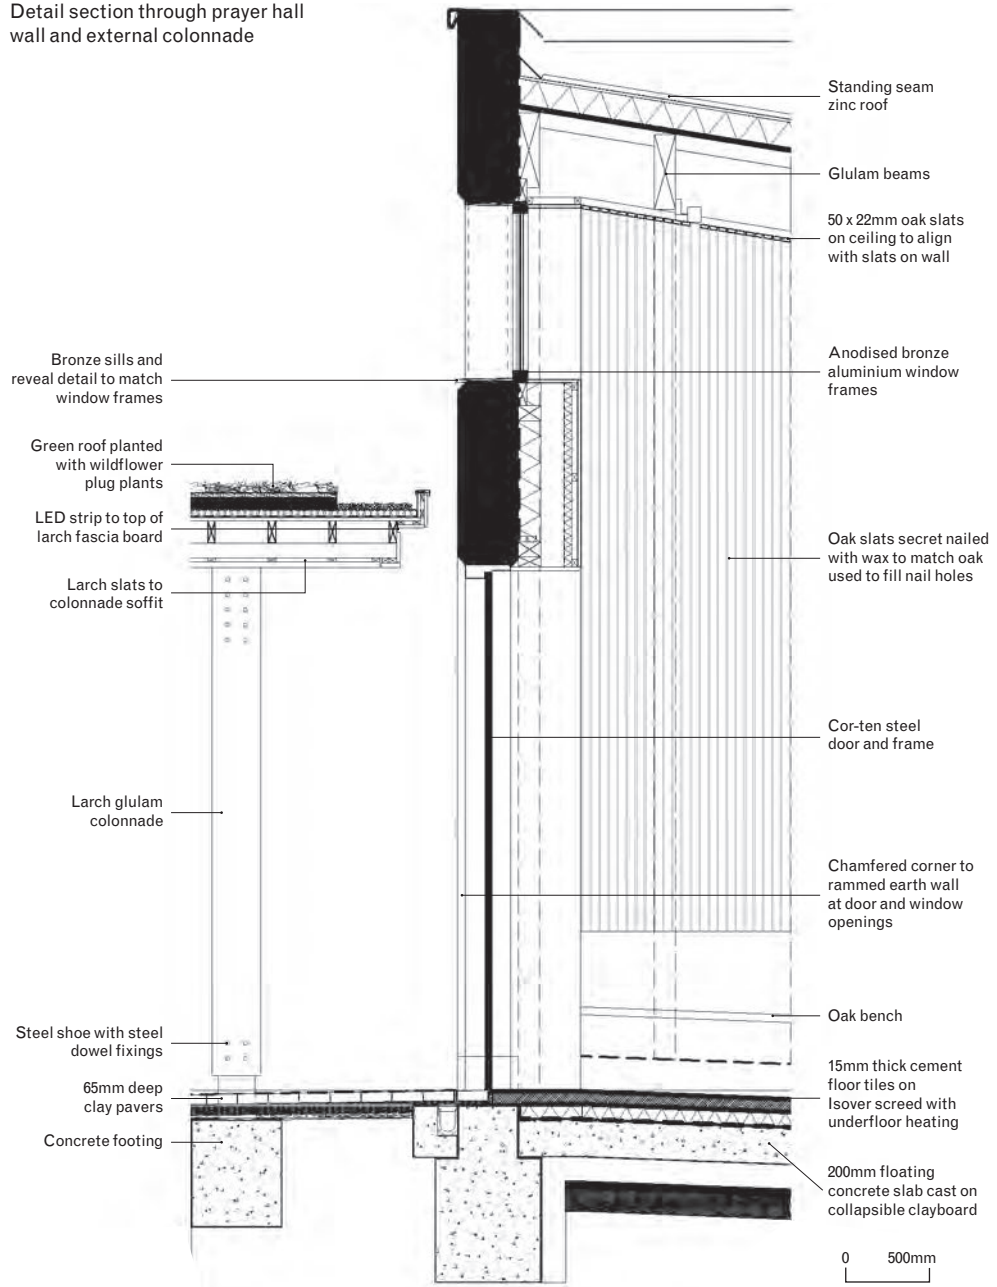 Detail section through prayer hall
wall and external colonnade
Standing seam
zinc roof
Glulam beams
50 x 22mm oak slats
on ceiling to align
with slats on wall
Bronze sills and
reveal detail to match
window frames
Anodised bronze
aluminium window
frames
Green roof planted
with wildflower
plug plants
LED strip to top of
larch fascia board
Larch slats to
colonnade soffit
Oak slats secret nailed
with wax to match oak
used to fill nail holes
Cor-ten steel
door and frame
Larch glulam
colonnade
Chamfered corner to
rammed earth wall
at door and window
openings
Steel shoe with steel
dowel fixings
Oak bench
65mm deep
clay pavers
15mm thick cement
floor tiles on
Isover screed with
underfloor heating
Concrete footing
200mm floating
concrete slab cast on
collapsible clayboard
0 500mm